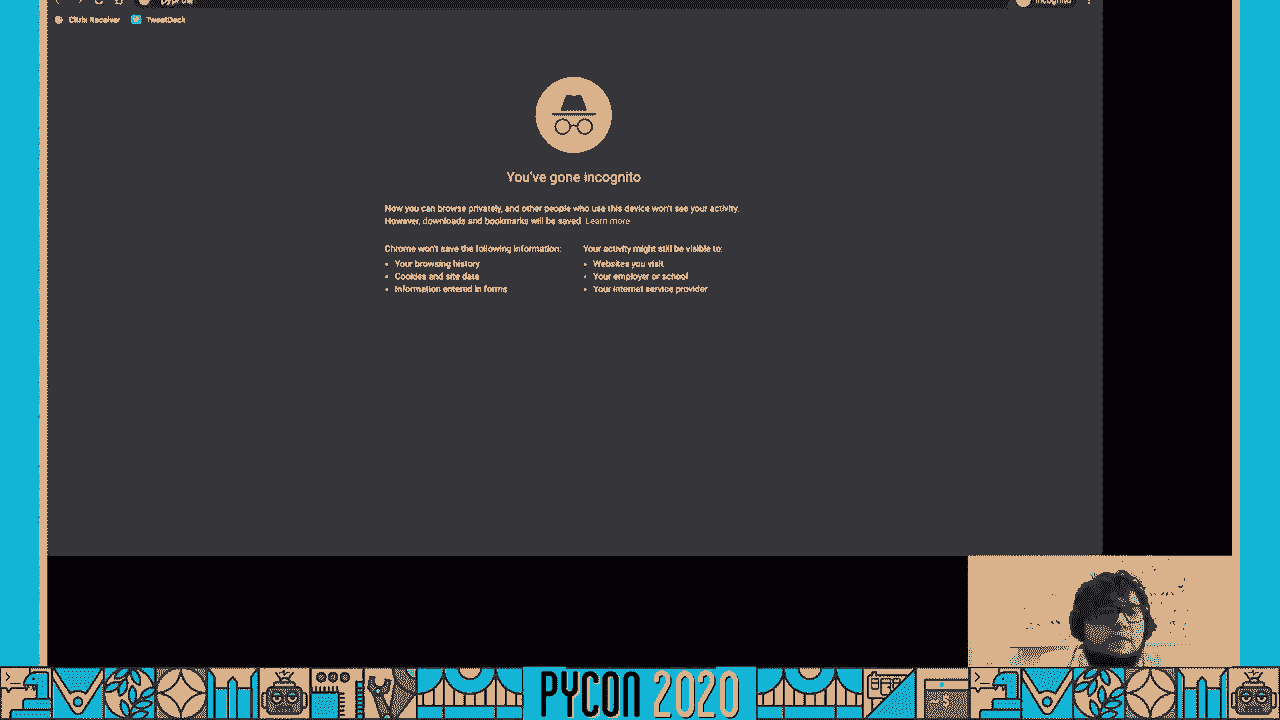 Incognito
Citrix Receiver TweetDeck
You've gone incognito
Now you can browse privately, and other people who use this device won't see your activity.
However, downloads and bookmarks will be saved. Learn more
Chrome won't save the following information:
Your browsing history
Cookies and site data
Information entered in forms
Your activity might still be visible to:
Websites you visit
Your employer or school
Your internet service provider
PYCON 2020